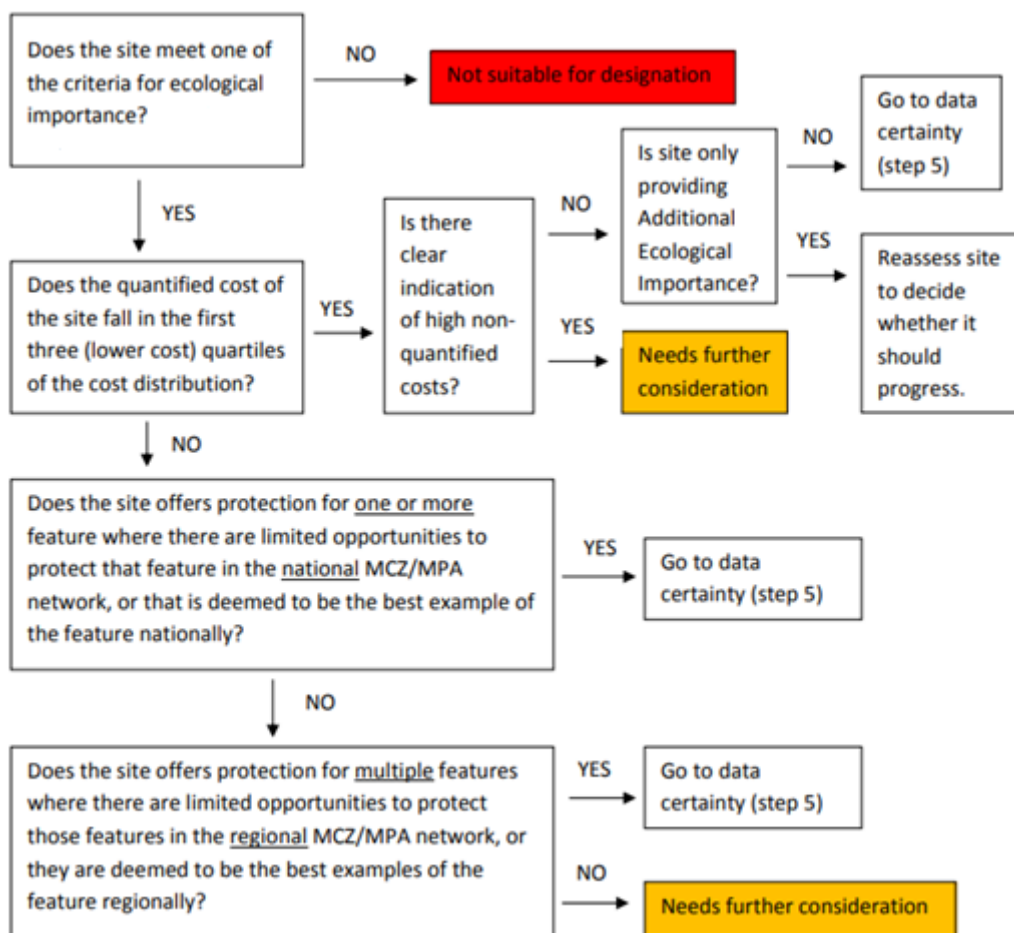 Does the site meet one of
the criteria for ecological
importance?
NO
Not suitable for designation
YES
Does the quantified cost of
the site fall in the first
three (lower cost) quartiles
of the cost distribution?
YES
Is there
clear
indication
of high non-
quantified
costs?
NO
Is site only
providing
Additional
Ecological
Importance?
NO
Go to data
certainty
(step 5)
YES
Reassess site
to decide
whether it
should
progress.
YES
Needs further
consideration
NO
Does the site offers protection for one or more
feature where there are limited opportunities to
protect that feature in the national MCZ/MPA
network, or that is deemed to be the best example of
the feature nationally?
YES
Go to data
certainty (step 5)
NO
Does the site offers protection for multiple features
where there are limited opportunities to protect
those features in the regional MCZ/MPA network, or
they are deemed to be the best examples of the
feature regionally?
YES
Go to data
certainty (step 5)
NO
Needs further consideration